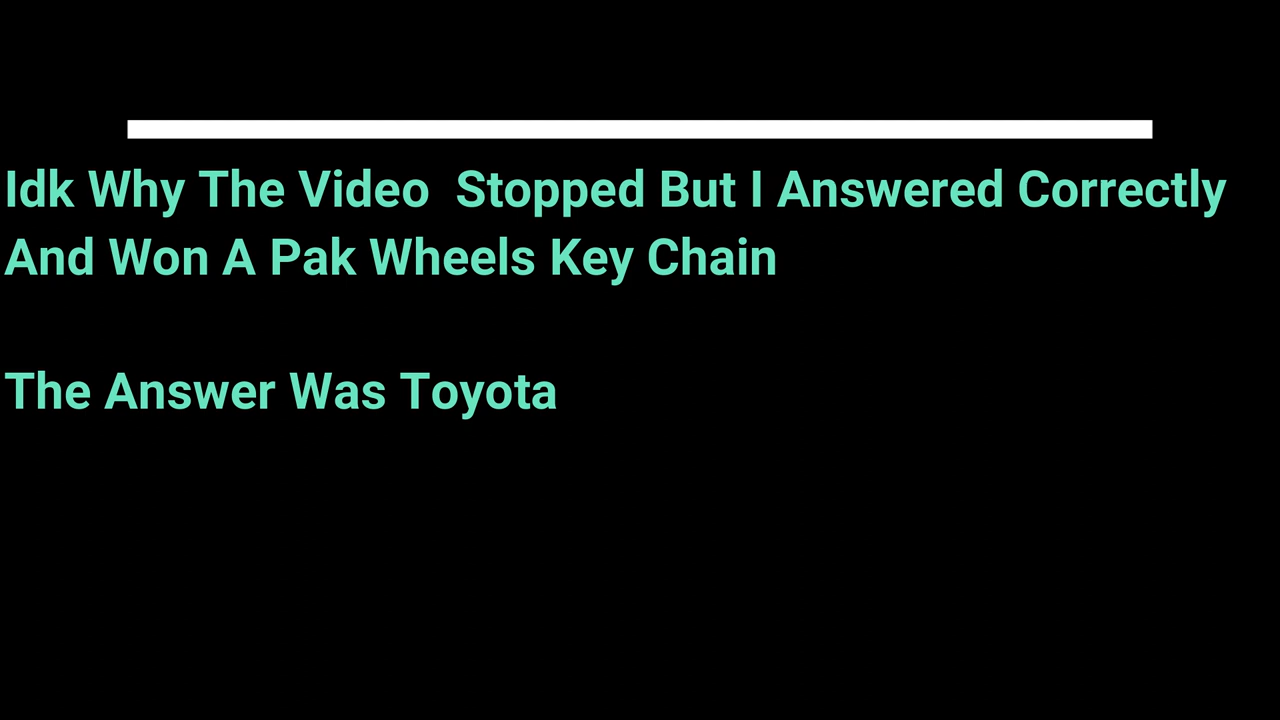 Idk Why The Video  Stopped But I Answered Correctly
And Won A Pak Wheels Key Chain
The Answer Was Toyota